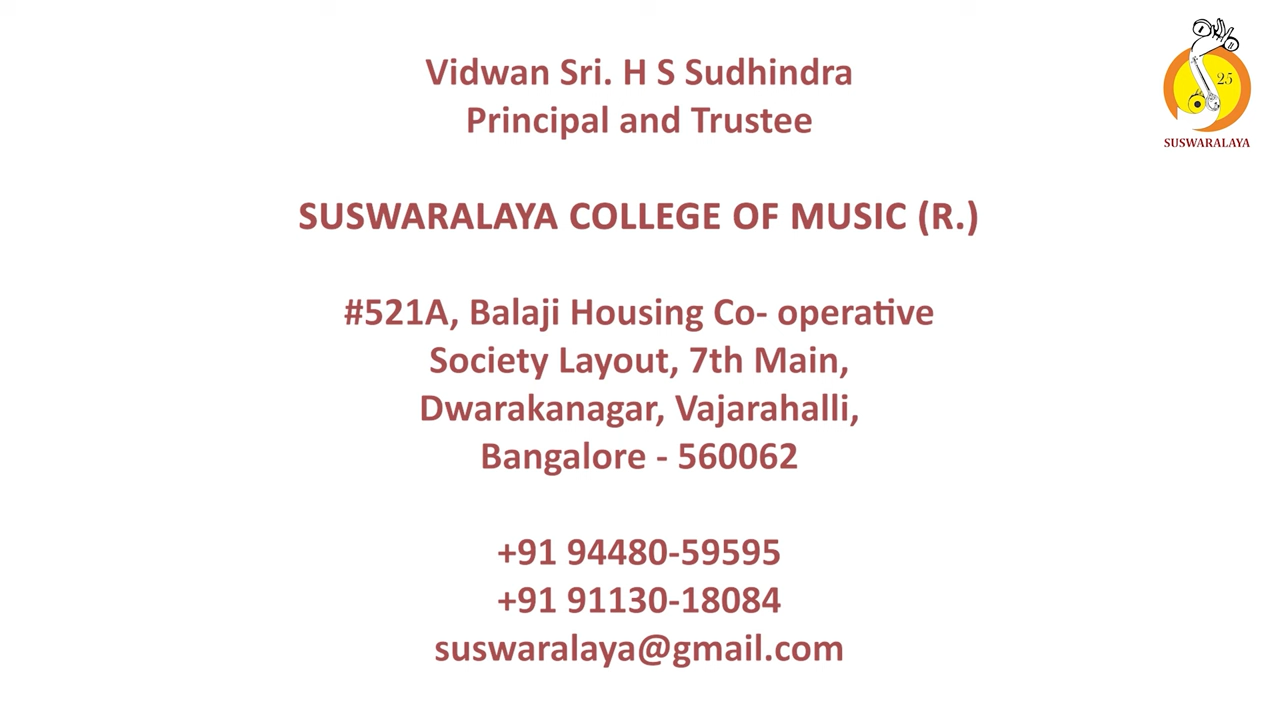 Vidwan Sri. H S Sudhindra
Principal and Trustee
SUSWARALAYA COLLEGE OF MUSIC (R.)
#521A, Balaji Housing Co- operative
Society Layout, 7th Main,
Dwarakanagar, Vajarahalli,
Bangalore - 560062
+91 94480-59595
+91 91130-18084
suswaralaya@gmail.com
25
SUSWARALAYA